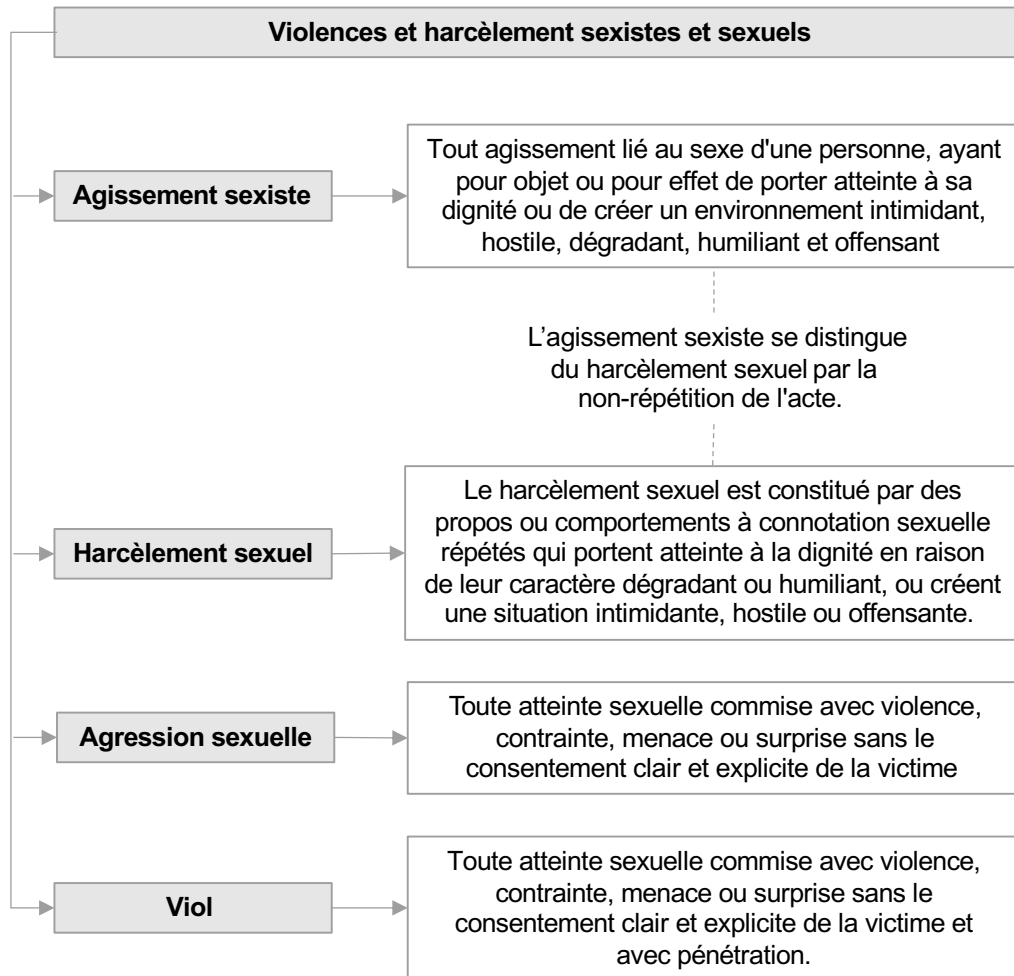 Violences et harcèlement sexistes et sexuels
Agissement sexiste
Tout agissement lié au sexe d'une personne, ayant
pour objet ou pour effet de porter atteinte à sa
dignité ou de créer un environnement intimidant,
hostile, dégradant, humiliant et offensant
L’agissement sexiste se distingue
du harcèlement sexuel par la
non-répétition de l'acte.
Harcèlement sexuel
Le harcèlement sexuel est constitué par des
propos ou comportements à connotation sexuelle
répétés qui portent atteinte à la dignité en raison
de leur caractère dégradant ou humiliant, ou créent
une situation intimidante, hostile ou offensante.
Agression sexuelle
Toute atteinte sexuelle commise avec violence,
contrainte, menace ou surprise sans le
consentement clair et explicite de la victime
Viol
Toute atteinte sexuelle commise avec violence,
contrainte, menace ou surprise sans le
consentement clair et explicite de la victime et
avec pénétration.